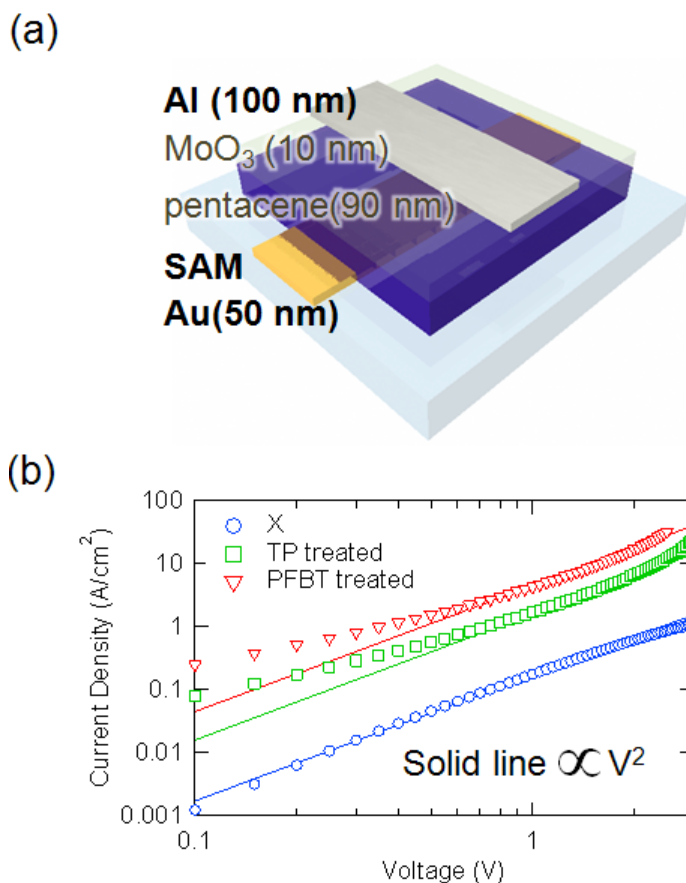 (a)
Al (100 nm)
MoO₃ (10 nm)
pentacene(90 nm)
SAM
Au(50 nm)
(b)
100
10
1
0.1
0.01
0.001
Current Density (A/cm²)
X
TP treated
PFBT treated
Solid line ∝ V²
0.1
1
Voltage (V)